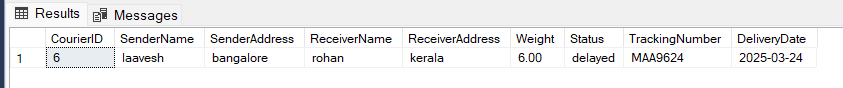 Results Messages
CourierID SenderName SenderAddress ReceiverName ReceiverAddress Weight Status TrackingNumber DeliveryDate
1 6 laavesh bangalore rohan kerala 6.00 delayed MAA9624 2025-03-24